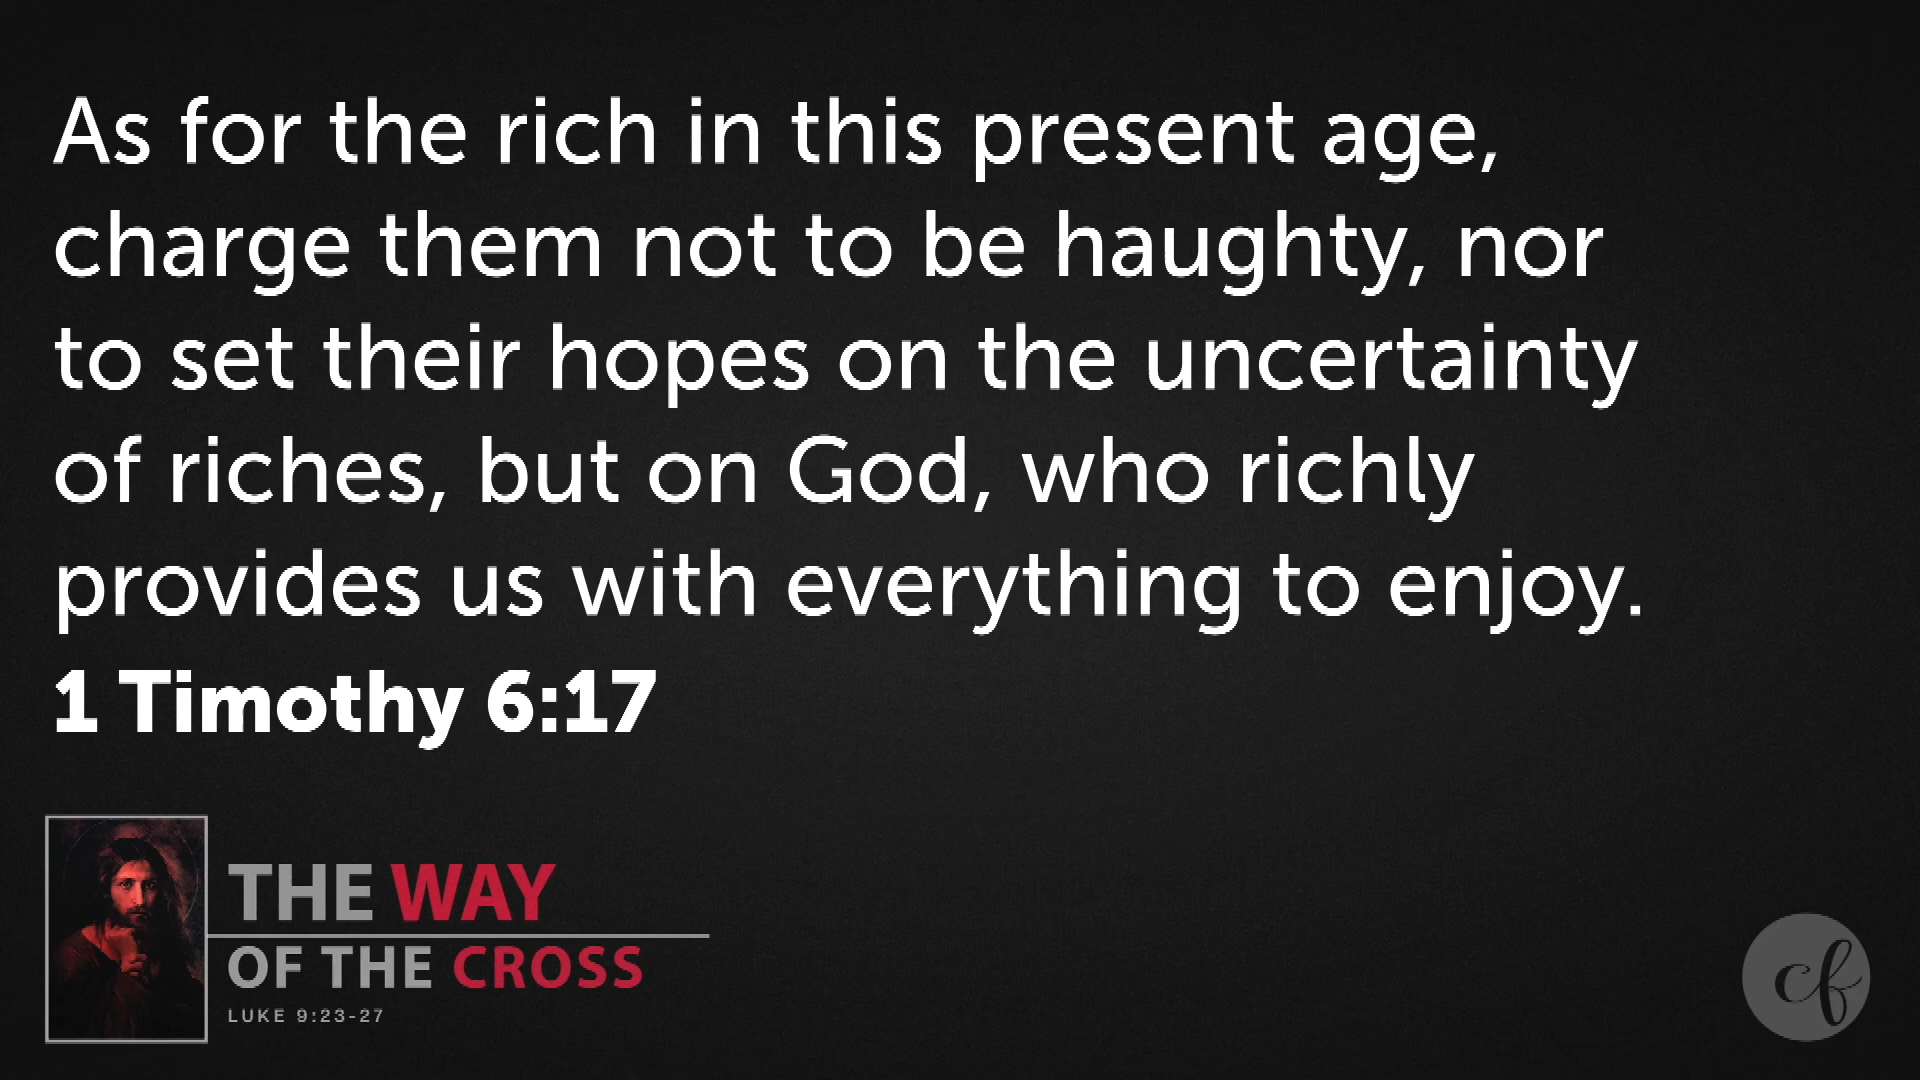 As for the rich in this present age,
charge them not to be haughty, nor
to set their hopes on the uncertainty
of riches, but on God, who richly
provides us with everything to enjoy.
1 Timothy 6:17
THE WAY
OF THE CROSS
LUKE 9:23-27
cf